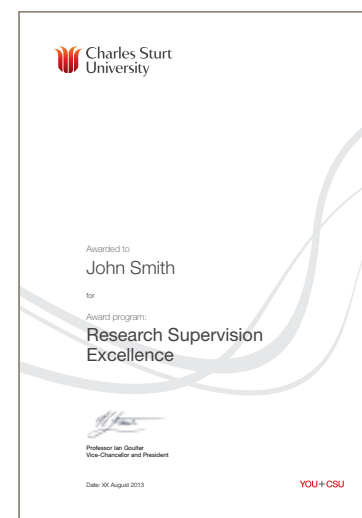 Charles Sturt
University
Awarded to
John Smith
for
Award program:
Research Supervision
Excellence
Professor Ian Goulter
Vice-Chancellor and President
Date: XX August 2013
YOU+CSU